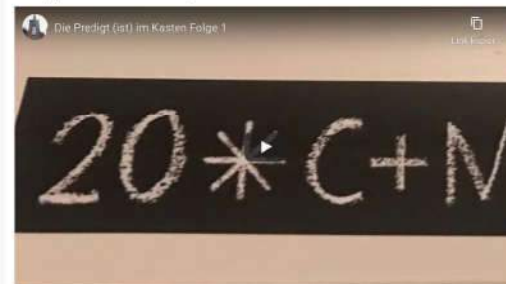 Die Predigt (ist) im Kasten Folge 1
Link kopier
20*C+M